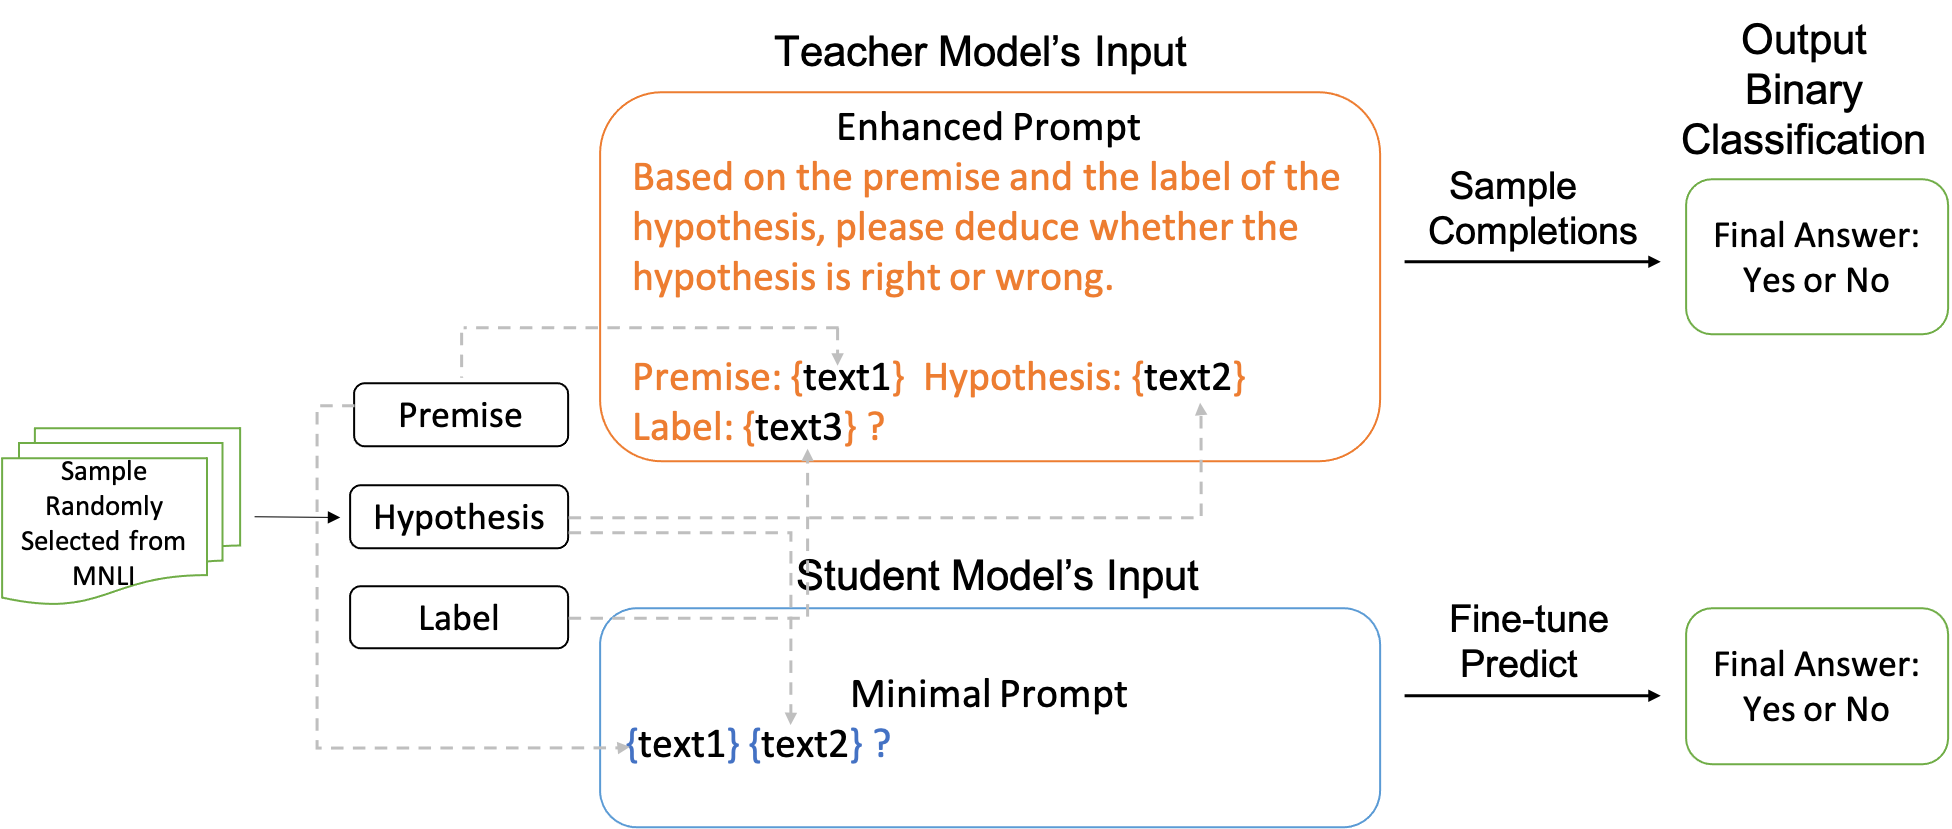 Teacher Model's Input
Enhanced Prompt
Based on the premise and the label of the
hypothesis, please deduce whether the
hypothesis is right or wrong.
Premise: {text1}  Hypothesis: {text2}
Label: {text3} ?
Sample
Completions
Output
Binary
Classification
Final Answer:
Yes or No
Sample
Randomly
Selected from
MNLI
Premise
Hypothesis
Label
Student Model's Input
Minimal Prompt
{text1} {text2} ?
Fine-tune
Predict
Final Answer:
Yes or No